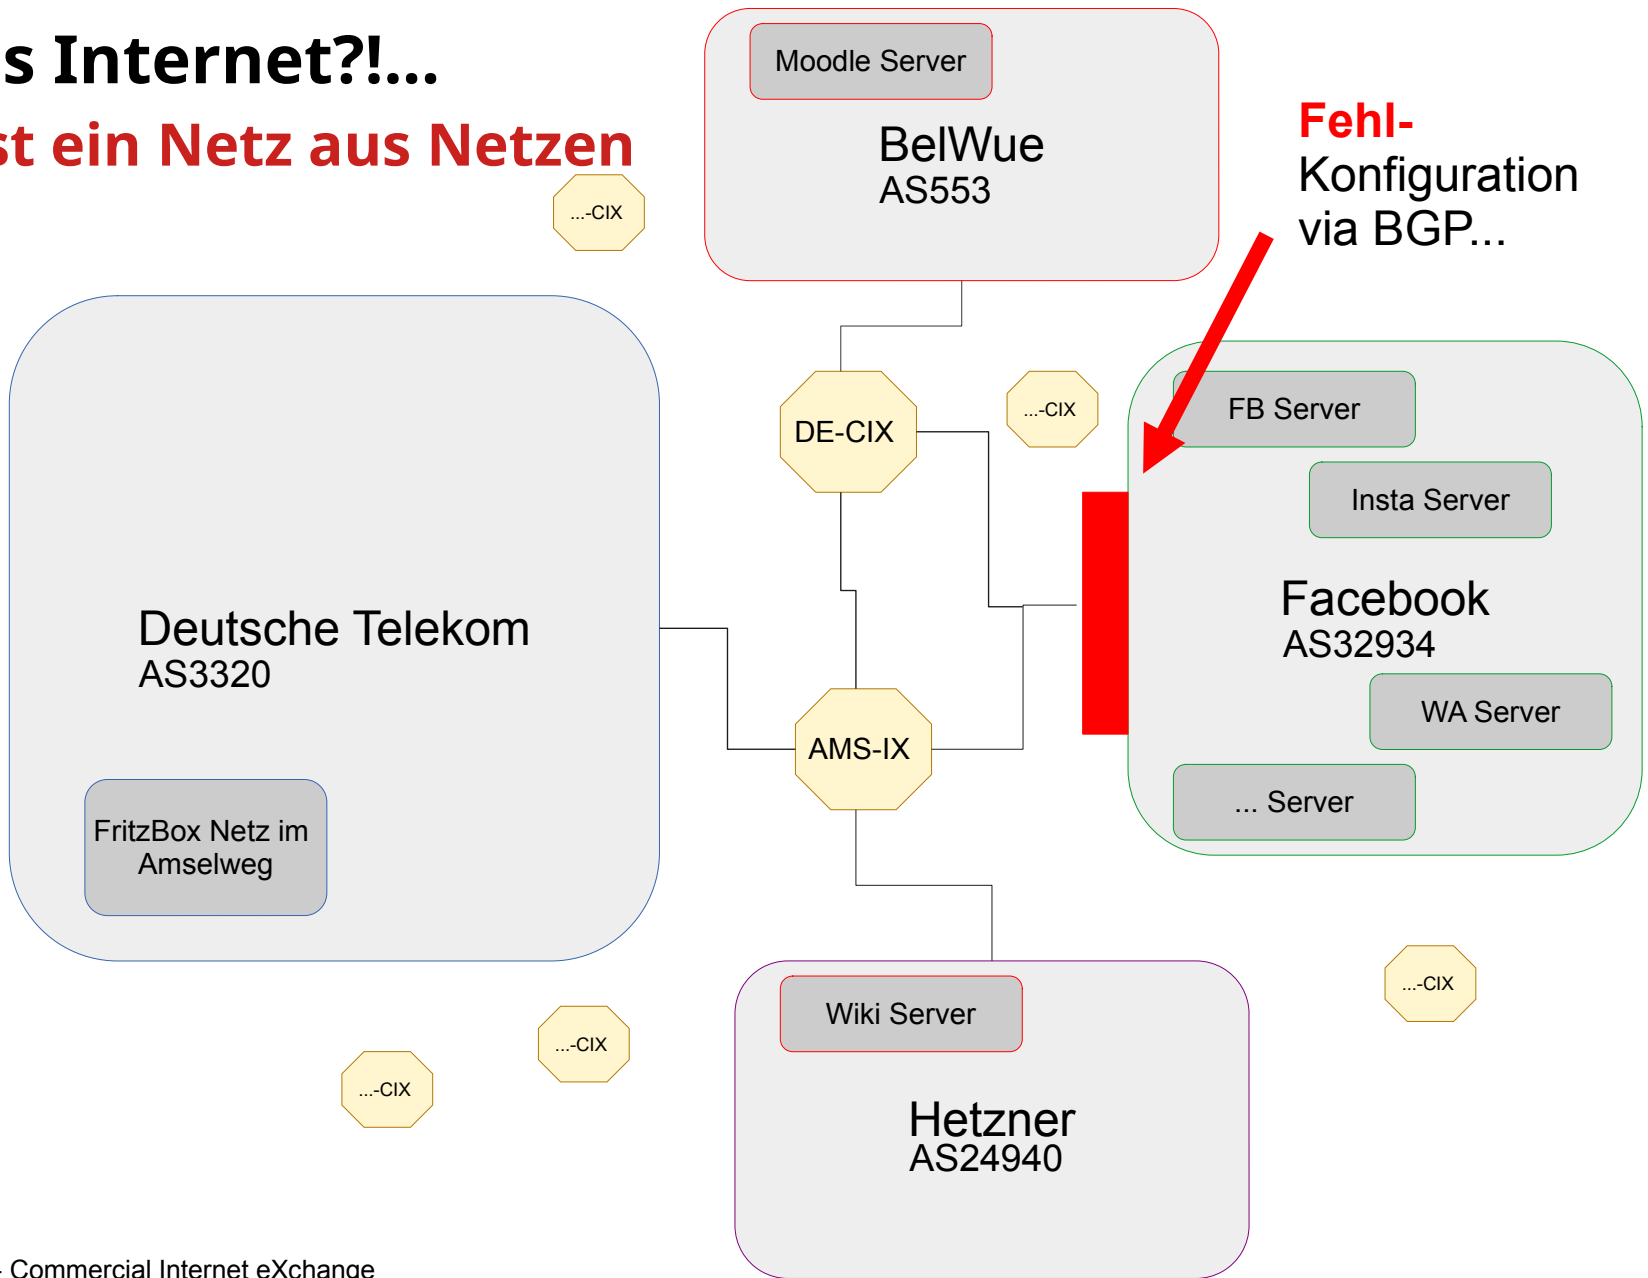 s Internet?!...
st ein Netz aus Netzen
Moodle Server
BelWue
AS553
Fehl-
Konfiguration
via BGP...
...-CIX
DE-CIX
...-CIX
FB Server
Insta Server
Facebook
AS32934
WA Server
... Server
Deutsche Telekom
AS3320
FritzBox Netz im
Amselweg
AMS-IX
Wiki Server
Hetzner
AS24940
...-CIX
...-CIX
...-CIX
- Commercial Internet eXchange